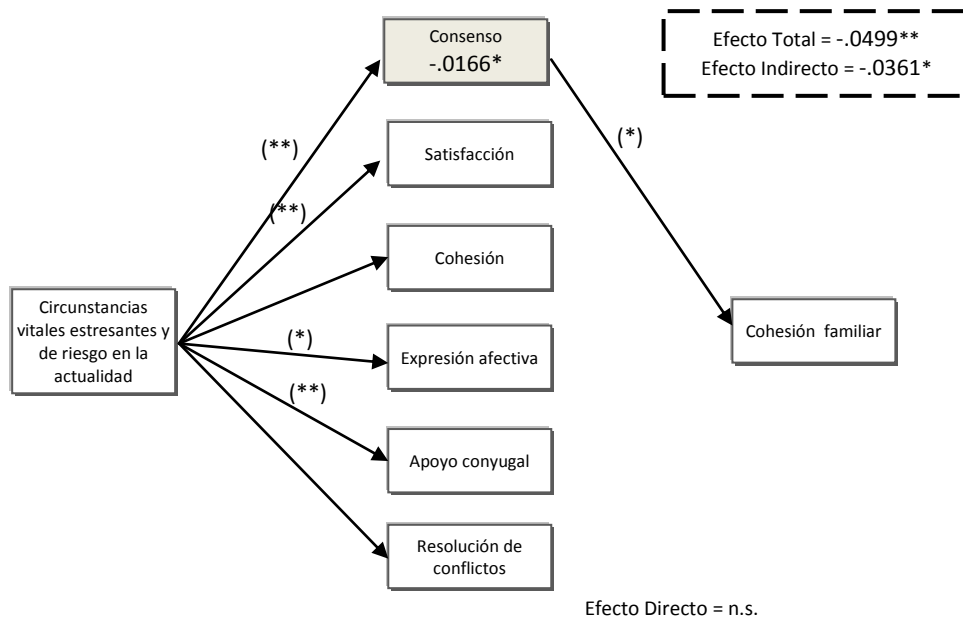 Consenso
-.0166*
Efecto Total = -.0499**
Efecto Indirecto = -.0361*
(**)
(*)
Satisfacción
(**)
Cohesión
Circunstancias
vitales estresantes y
de riesgo en la
actualidad
(*)
Expresión afectiva
Cohesión familiar
(**)
Apoyo conyugal
Resolución de
conflictos
Efecto Directo = n.s.